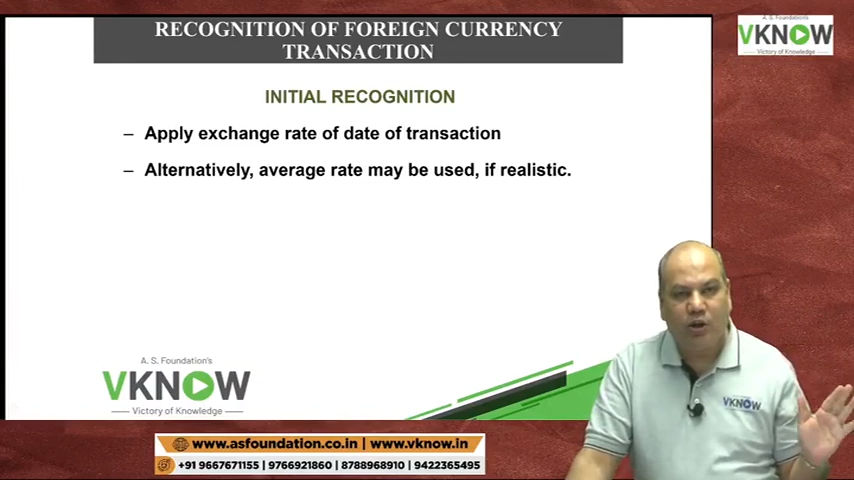 RECOGNITION OF FOREIGN CURRENCY
TRANSACTION
A. S. Foundation's
VKNOW
Victory of Knowledge
INITIAL RECOGNITION
– Apply exchange rate of date of transaction
– Alternatively, average rate may be used, if realistic.
A. S. Foundation's
VKNOW
Victory of Knowledge
VKNOW
www.asfoundation.co.in | www.vknow.in
+91 9667671155 | 9766921860 | 8788968910 | 9422365495